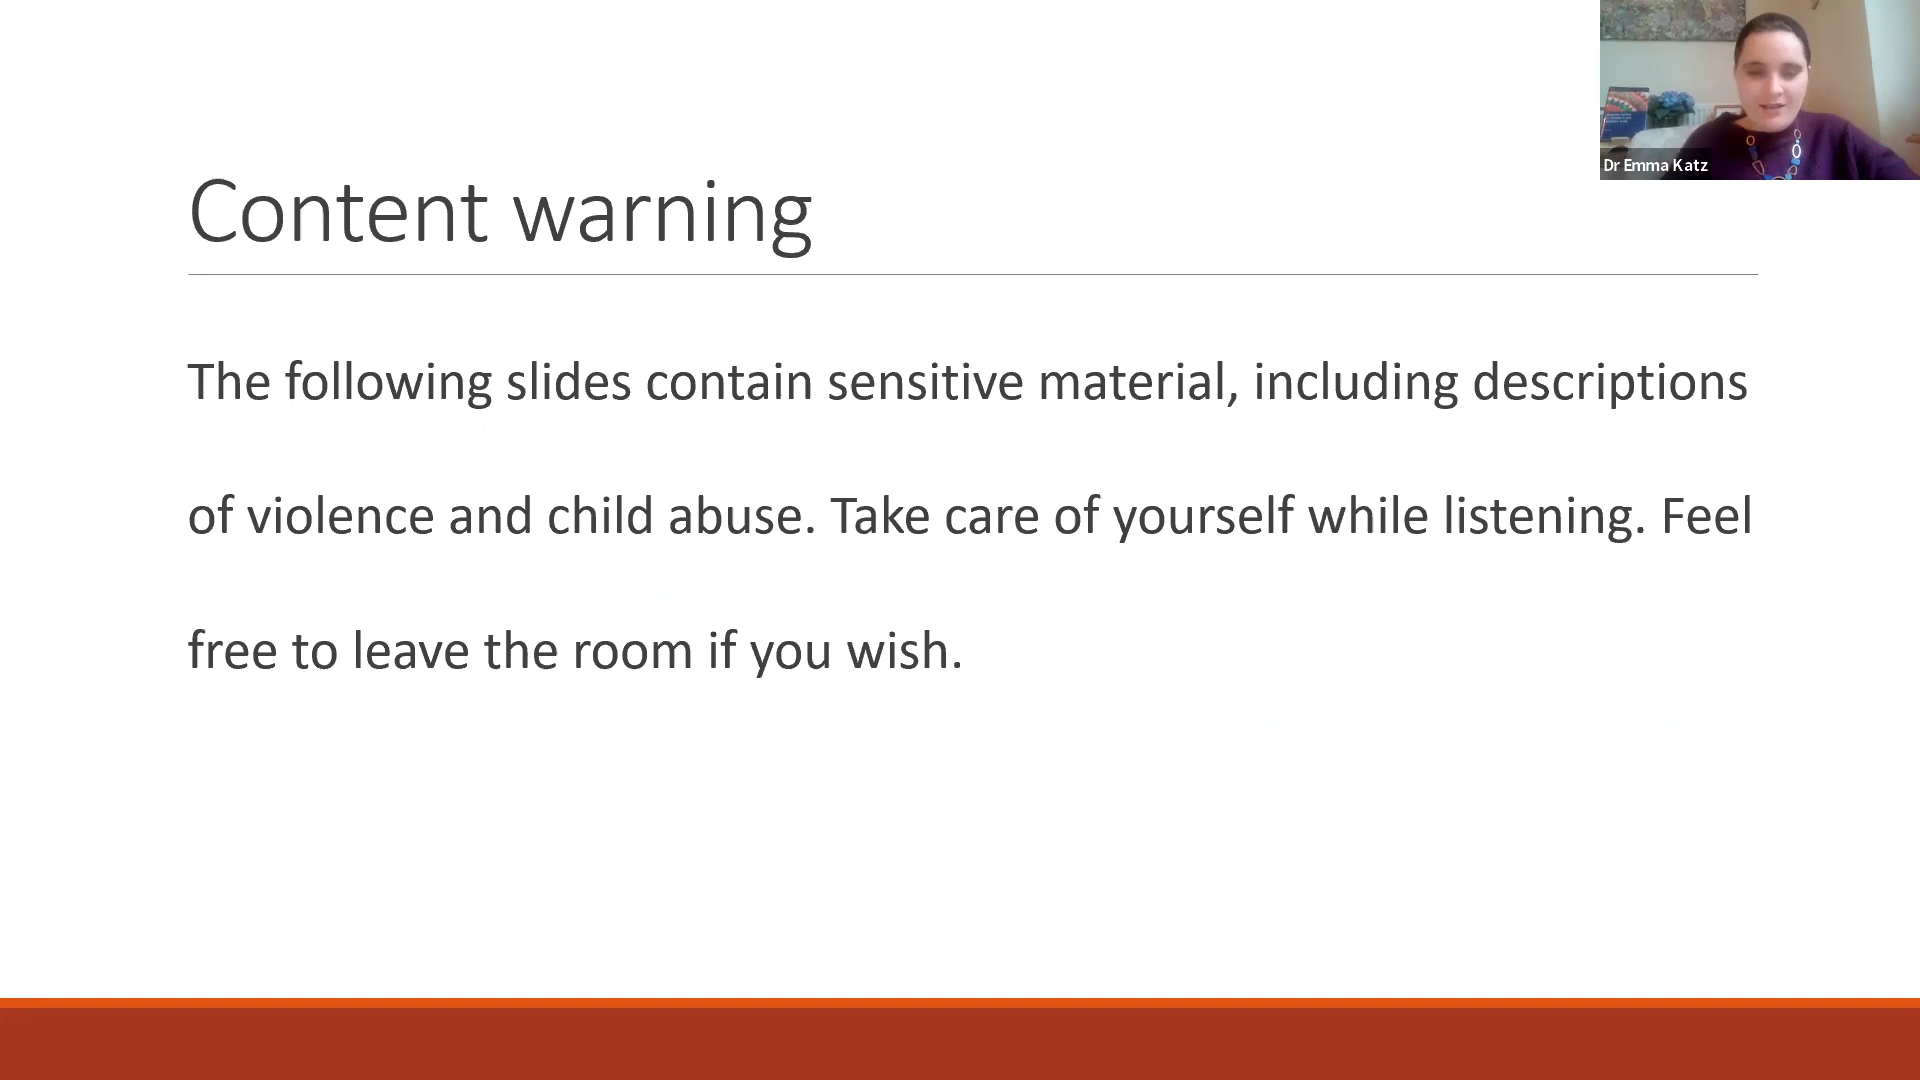 Dr Emma Katz
Content warning
The following slides contain sensitive material, including descriptions
of violence and child abuse. Take care of yourself while listening. Feel
free to leave the room if you wish.